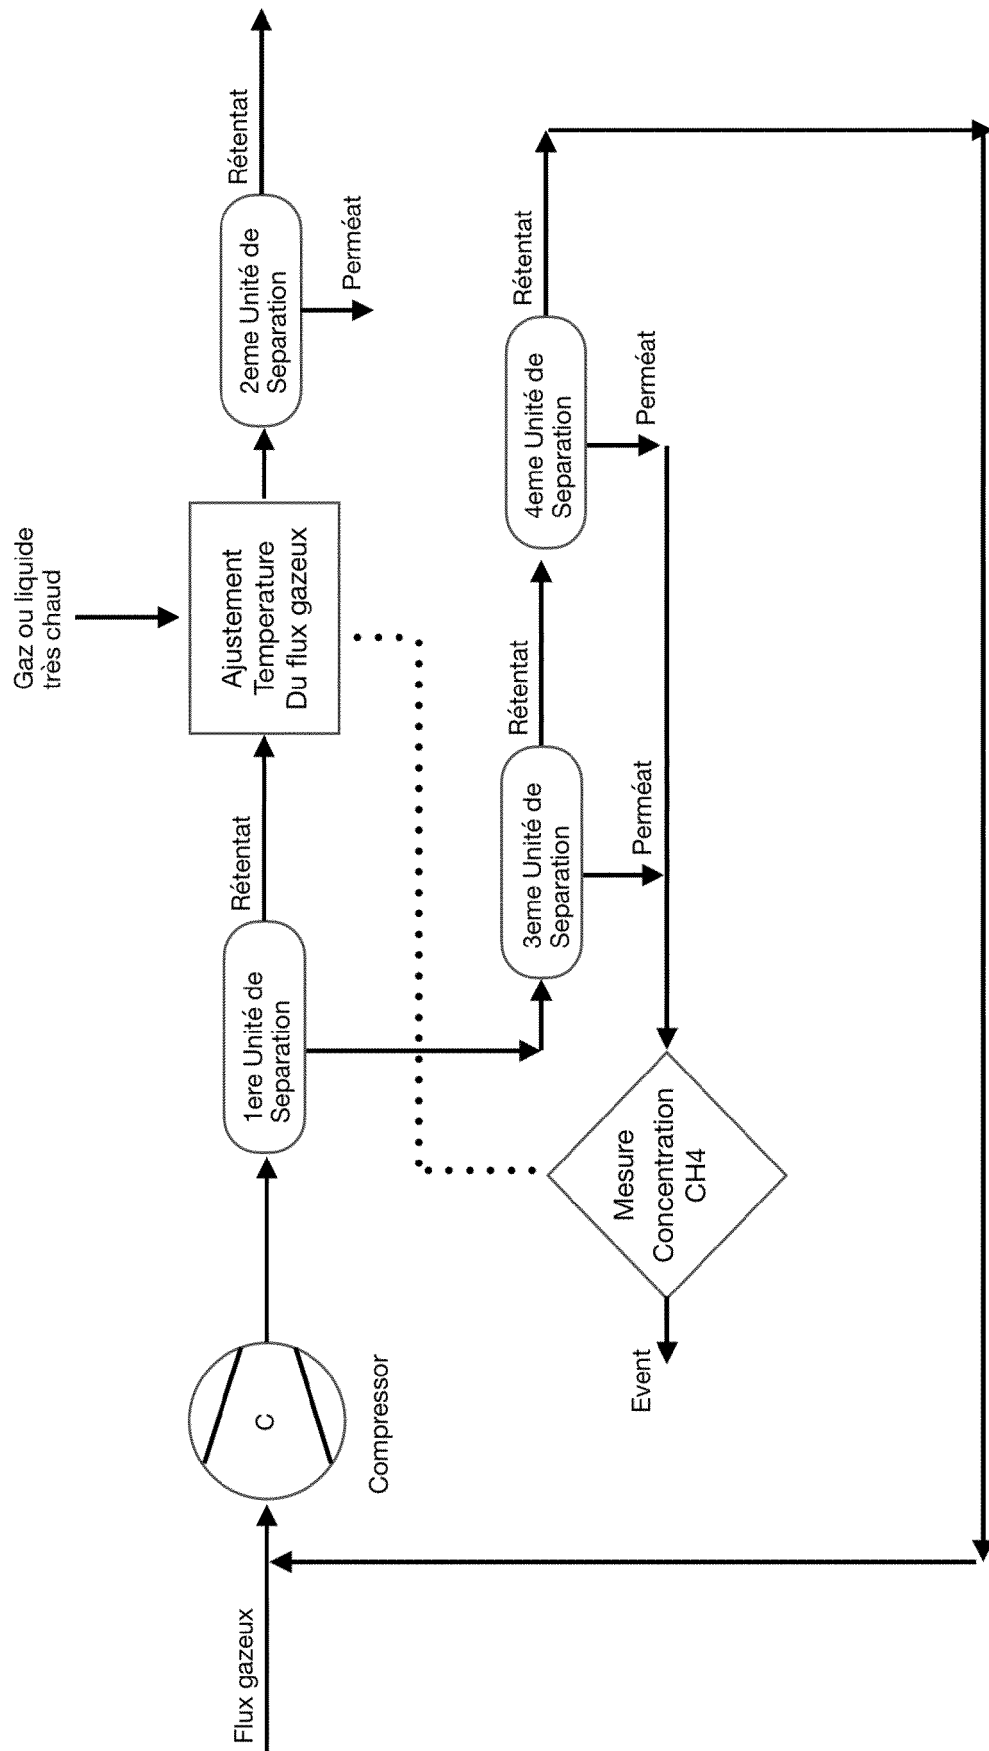 Flux gazeux
C
Compressor
1ere Unité de
Separation
Rétentat
Gaz ou liquide
très chaud
Ajustement
Temperature
Du flux gazeux
2eme Unité de
Separation
Rétentat
Perméat
3eme Unité de
Separation
Rétentat
Perméat
4eme Unité de
Separation
Rétentat
Perméat
Mesure
Concentration
CH4
Event